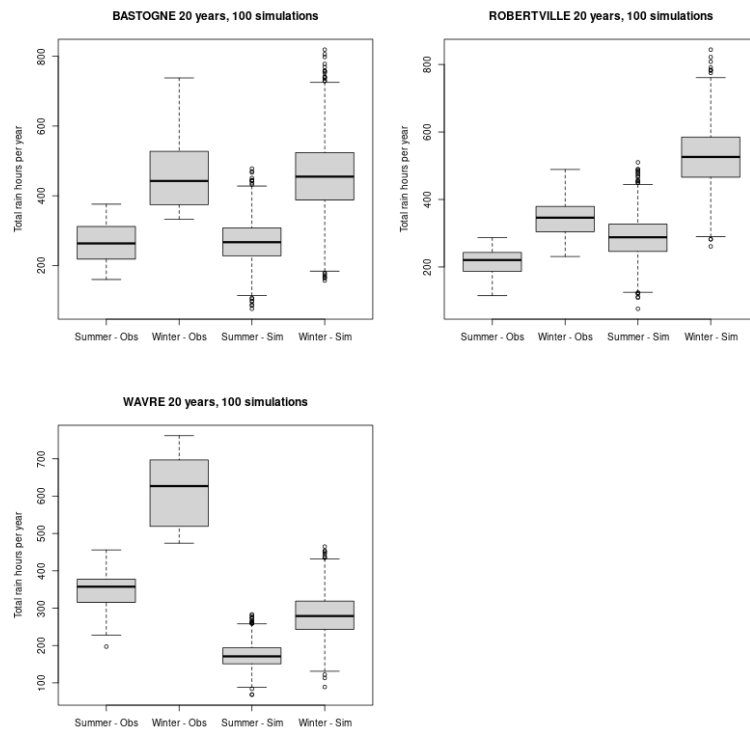 BASTOGNE 20 years, 100 simulations
Total rain hours per year
800
600
400
200
Summer - Obs Winter - Obs Summer - Sim Winter - Sim
ROBERTVILLE 20 years, 100 simulations
Total rain hours per year
800
600
400
200
Summer - Obs Winter - Obs Summer - Sim Winter - Sim
WAVRE 20 years, 100 simulations
Total rain hours per year
700
600
500
400
300
200
100
Summer - Obs Winter - Obs Summer - Sim Winter - Sim